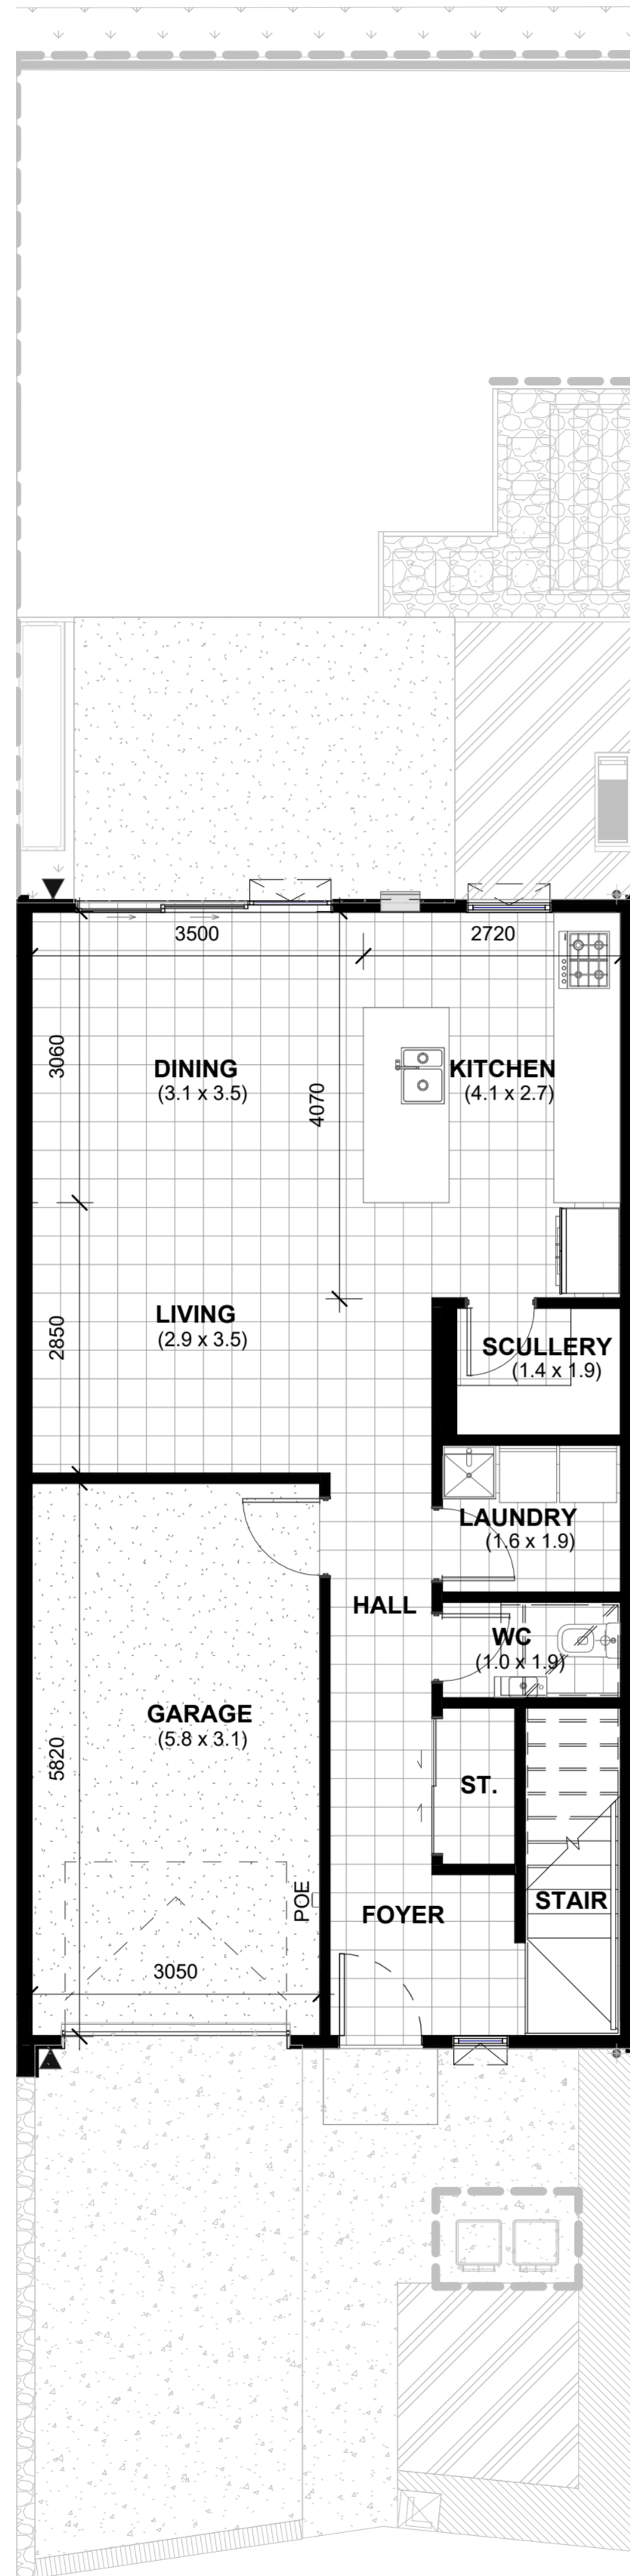 3500
2720
3060
DINING
(3.1 x 3.5)
4070
KITCHEN
(4.1 x 2.7)
2850
LIVING
(2.9 x 3.5)
SCULLERY
(1.4 x 1.9)
LAUNDRY
(1.6 x 1.9)
HALL
WC
(1.0 x 1.9)
GARAGE
(5.8 x 3.1)
5820
ST.
POE
FOYER
STAIR
3050